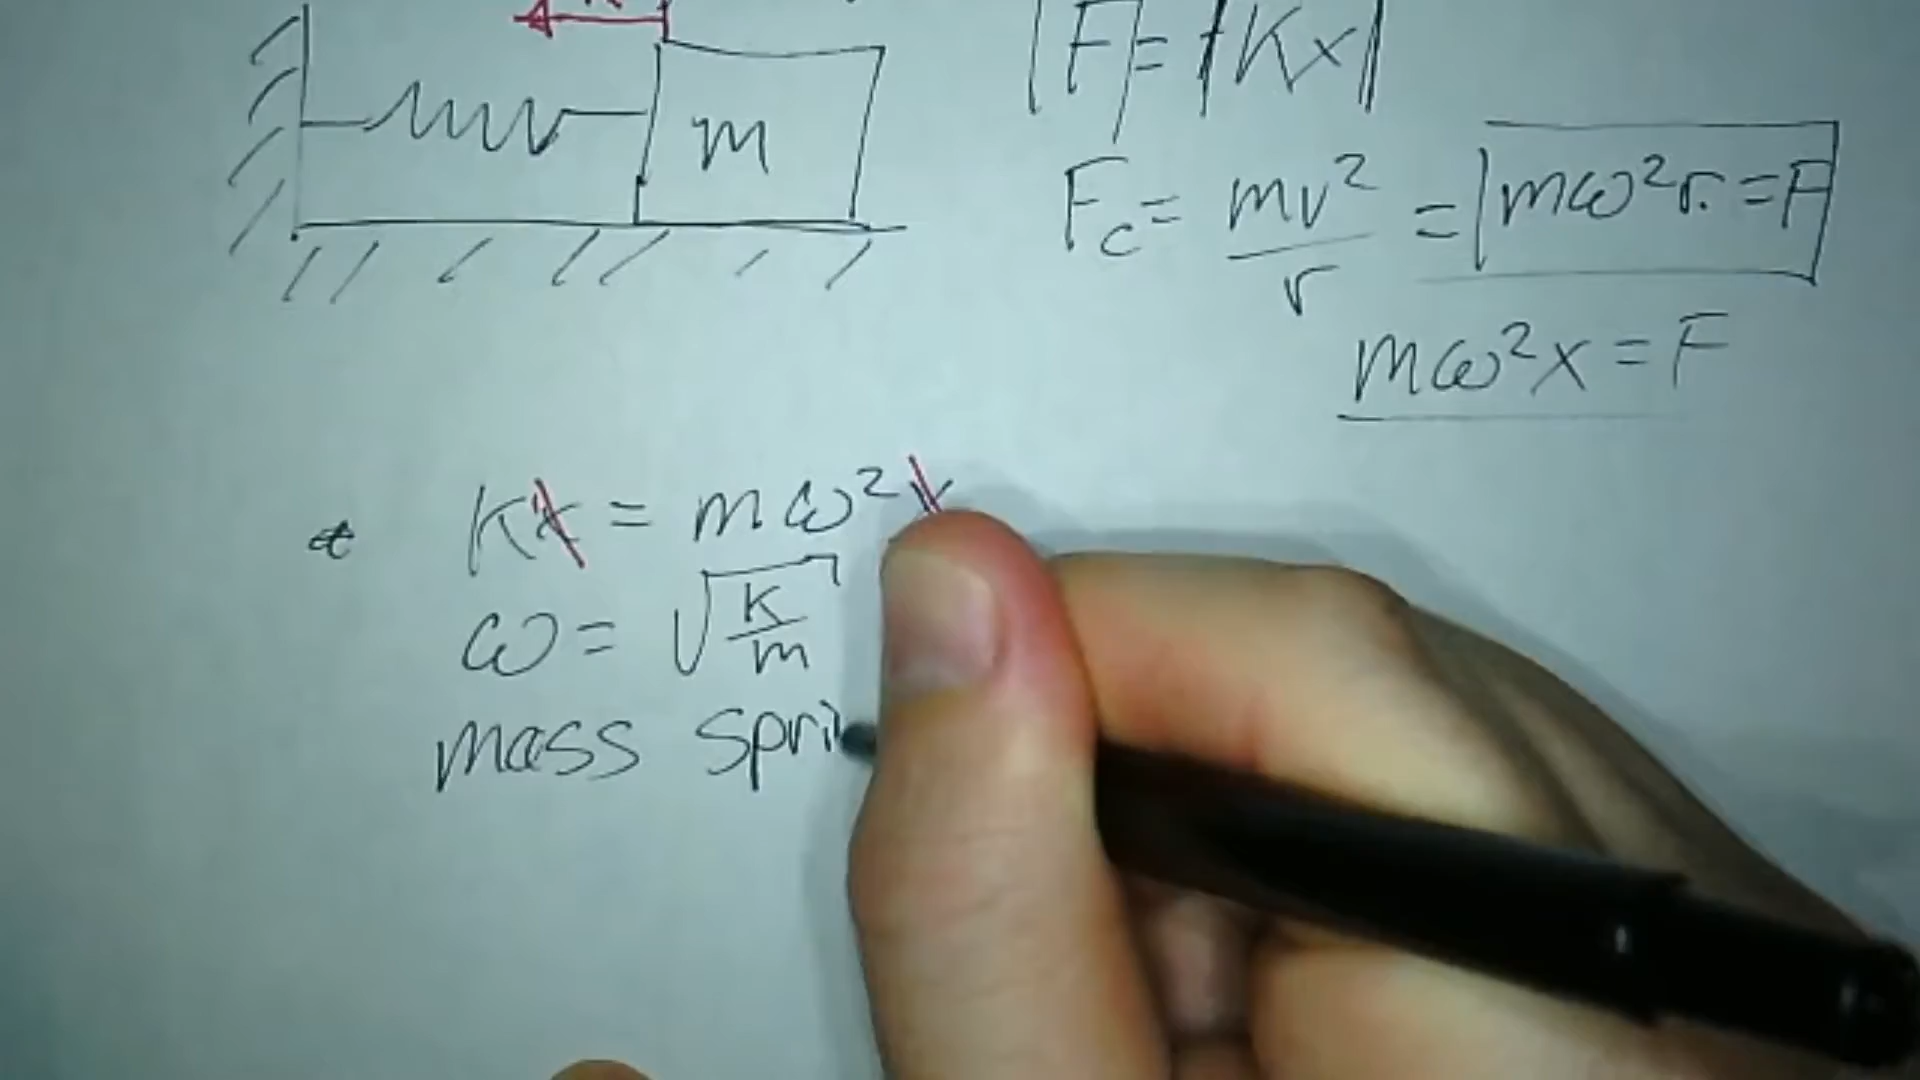 m
|F| = |Kx|
Fc = mv²/r = |mω²r. = F|
mω²x = F
Kx = mω²x
ω = √(K/m)
mass spri